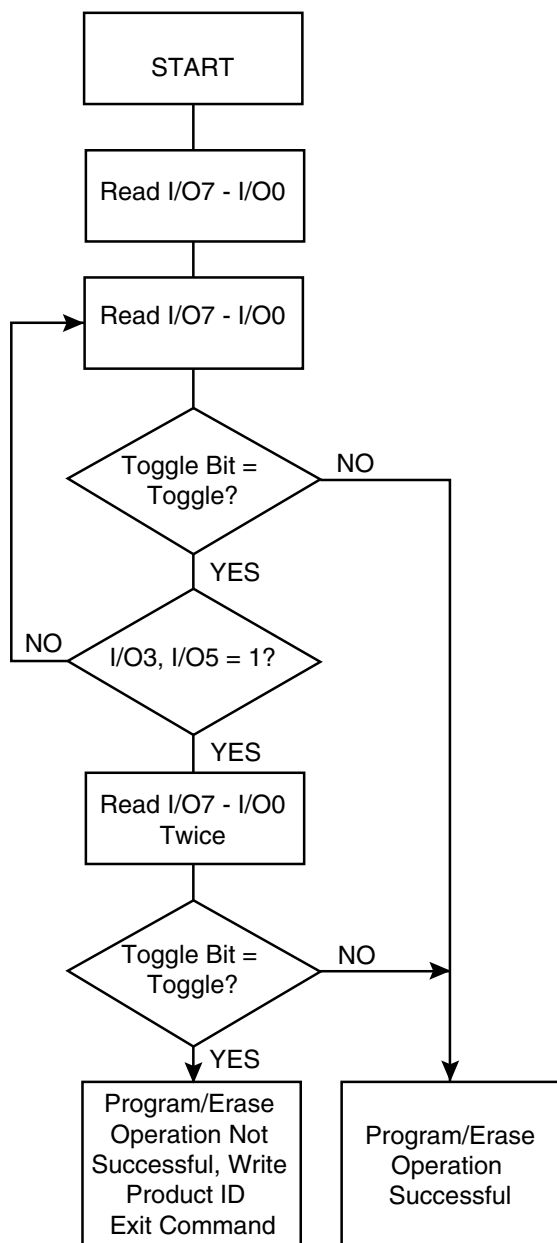 START
Read I/O7 - I/O0
Read I/O7 - I/O0
Toggle Bit =
Toggle?
NO
YES
NO
I/O3, I/O5 = 1?
YES
Read I/O7 - I/O0
Twice
Toggle Bit =
Toggle?
NO
YES
Program/Erase
Operation Not
Successful, Write
Product ID
Exit Command
Program/Erase
Operation
Successful